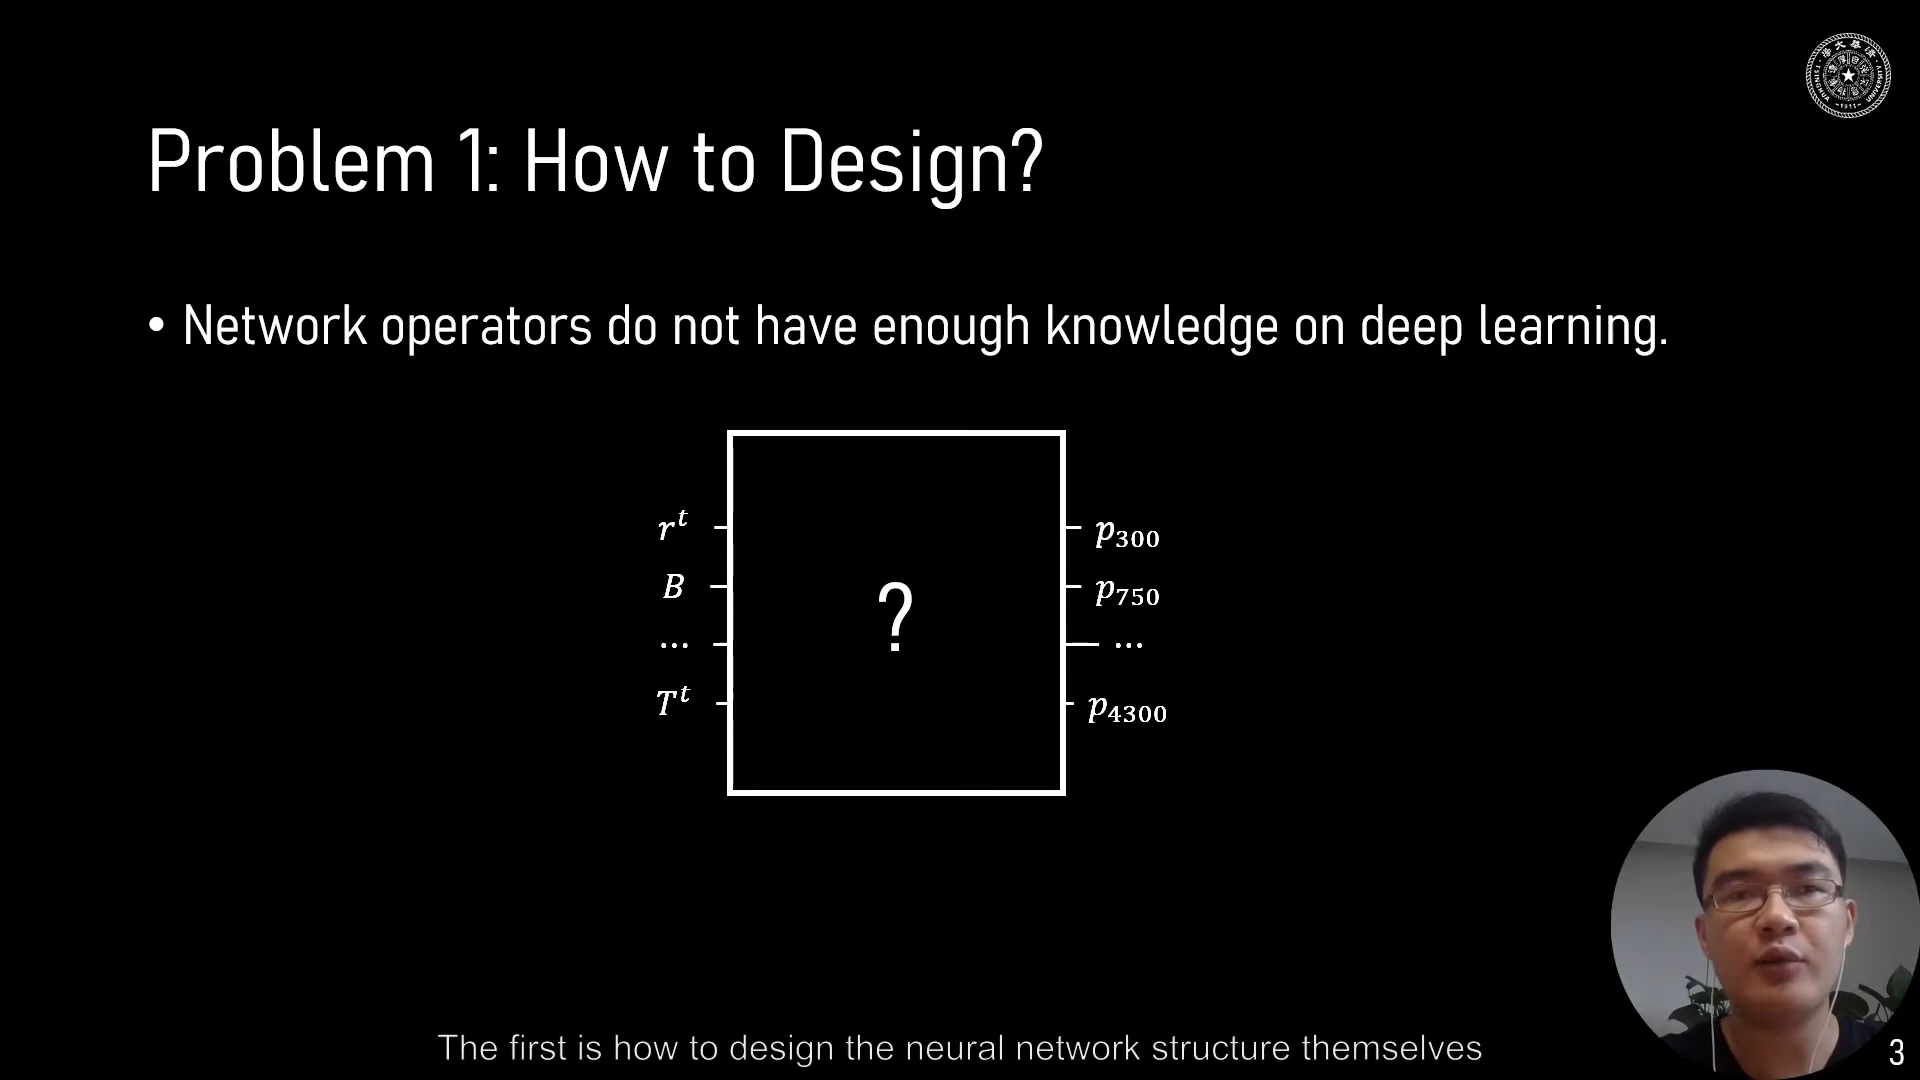 Problem 1: How to Design?
• Network operators do not have enough knowledge on deep learning.
r^t
B
...
T^t
?
p_300
p_750
...
p_4300
The first is how to design the neural network structure themselves
3